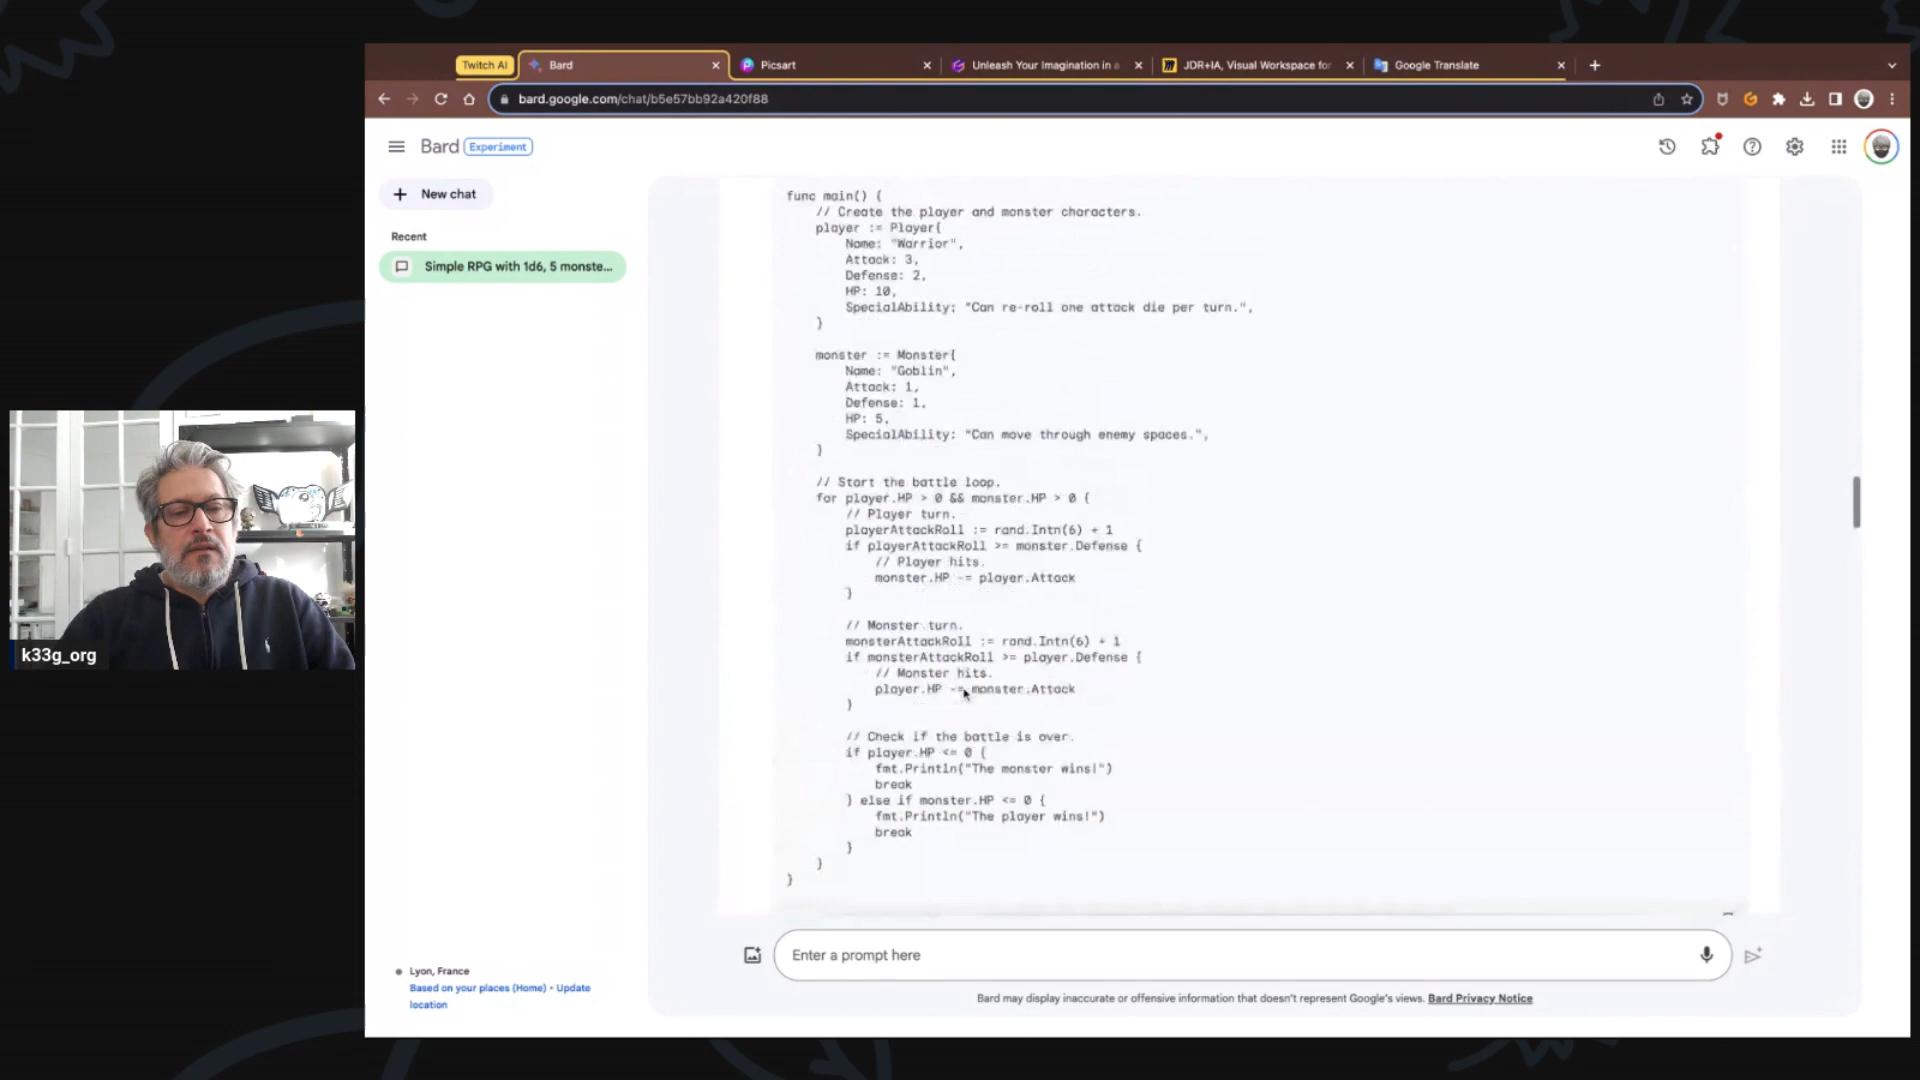 Twitch AI
Bard
Picsart
Unleash Your Imagination in a
JDR+IA, Visual Workspace for
Google Translate
bard.google.com/chat/b5e57bb92a420f88
Bard Experiment
New chat
Recent
Simple RPG with 1d6, 5 monste...
func main() {
// Create the player and monster characters.
player := Player{
Name: "Warrior",
Attack: 3,
Defense: 2,
HP: 10,
SpecialAbility: "Can re-roll one attack die per turn.",
}
monster := Monster{
Name: "Goblin",
Attack: 1,
Defense: 1,
HP: 5,
SpecialAbility: "Can move through enemy spaces.",
}
// Start the battle loop.
for player.HP > 0 && monster.HP > 0 {
// Player turn.
playerAttackRoll := rand.Intn(6) + 1
if playerAttackRoll >= monster.Defense {
// Player hits.
monster.HP -= player.Attack
}
// Monster turn.
monsterAttackRoll := rand.Intn(6) + 1
if monsterAttackRoll >= player.Defense {
// Monster hits.
player.HP -= monster.Attack
}
// Check if the battle is over.
if player.HP <= 0 {
fmt.Println("The monster wins!")
break
} else if monster.HP <= 0 {
fmt.Println("The player wins!")
break
}
}
}
k33g_org
Enter a prompt here
Lyon, France
Based on your places (Home) • Update
location
Bard may display inaccurate or offensive information that doesn't represent Google's views. Bard Privacy Notice